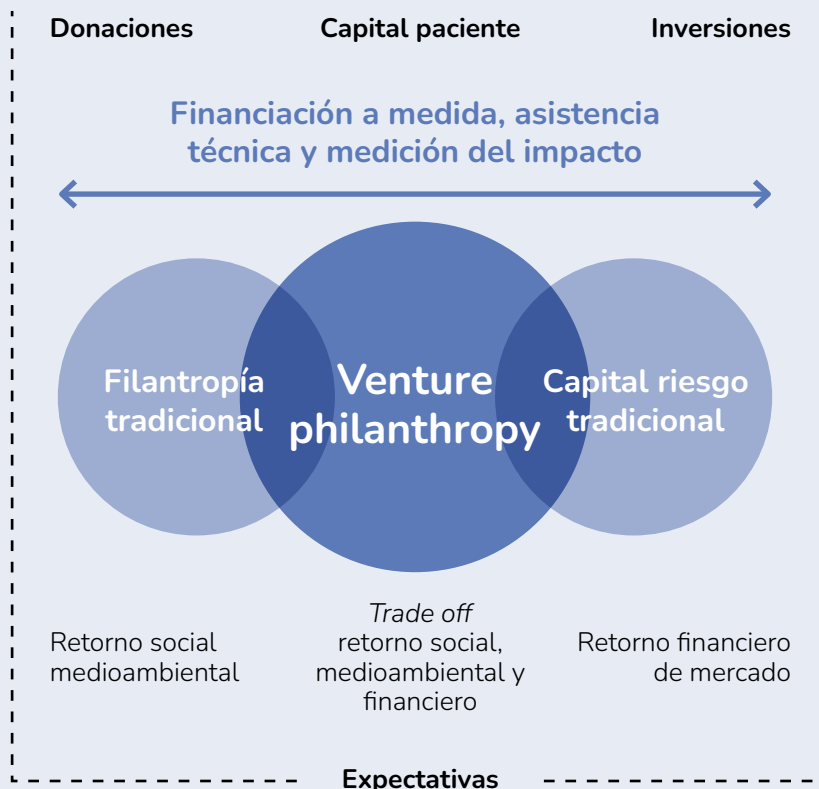 Donaciones
Capital paciente
Inversiones
Financiación a medida, asistencia
técnica y medición del impacto
Filantropía
tradicional
Venture
philanthropy
Capital riesgo
tradicional
Retorno social
medioambiental
Trade off
retorno social,
medioambiental y
financiero
Retorno financiero
de mercado
Expectativas